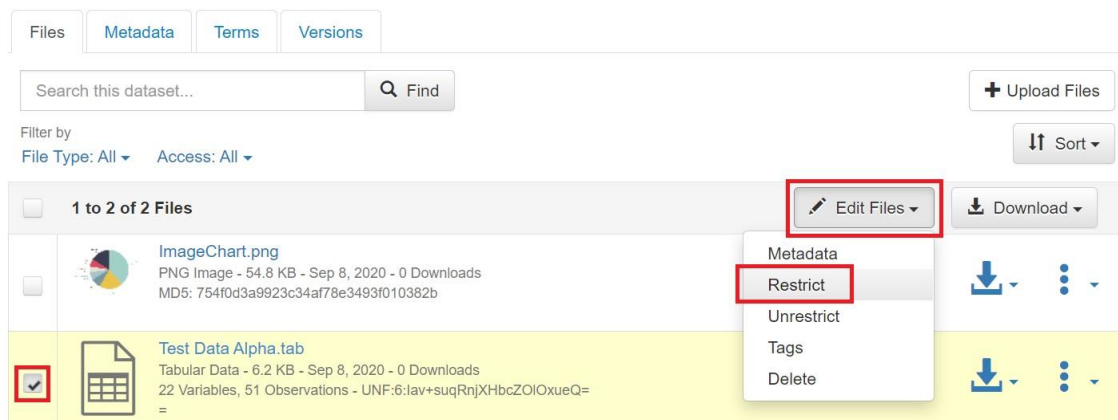 Files
Metadata
Terms
Versions
Search this dataset...
Find
Upload Files
Filter by
File Type: All
Access: All
Sort
1 to 2 of 2 Files
Edit Files
Download
Metadata
Restrict
Unrestrict
Tags
Delete
ImageChart.png
PNG Image - 54.8 KB - Sep 8, 2020 - 0 Downloads
MD5: 754f0d3a9923c34af78e3493f010382b
Test Data Alpha.tab
Tabular Data - 6.2 KB - Sep 8, 2020 - 0 Downloads
22 Variables, 51 Observations - UNF:6:Iav+suqRnjXHbcZOlOxueQ=
=